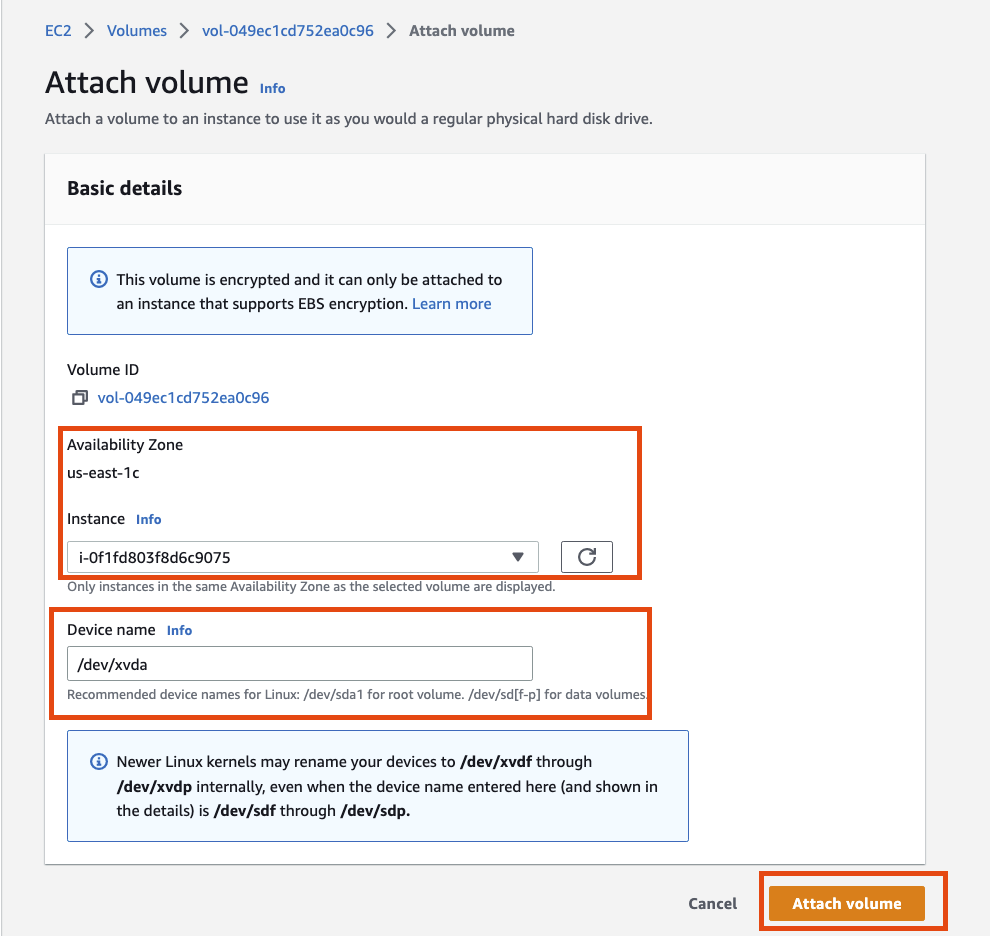 EC2 > Volumes > vol-049ec1cd752ea0c96 > Attach volume
Attach volume Info
Attach a volume to an instance to use it as you would a regular physical hard disk drive.
Basic details
This volume is encrypted and it can only be attached to
an instance that supports EBS encryption. Learn more
Volume ID
vol-049ec1cd752ea0c96
Availability Zone
us-east-1c
Instance Info
i-0f1fd803f8d6c9075
Only instances in the same Availability Zone as the selected volume are displayed.
Device name Info
/dev/xvda
Recommended device names for Linux: /dev/sda1 for root volume. /dev/sd[f-p] for data volumes.
Newer Linux kernels may rename your devices to /dev/xvdf through
/dev/xvdp internally, even when the device name entered here (and shown in
the details) is /dev/sdf through /dev/sdp.
Cancel Attach volume